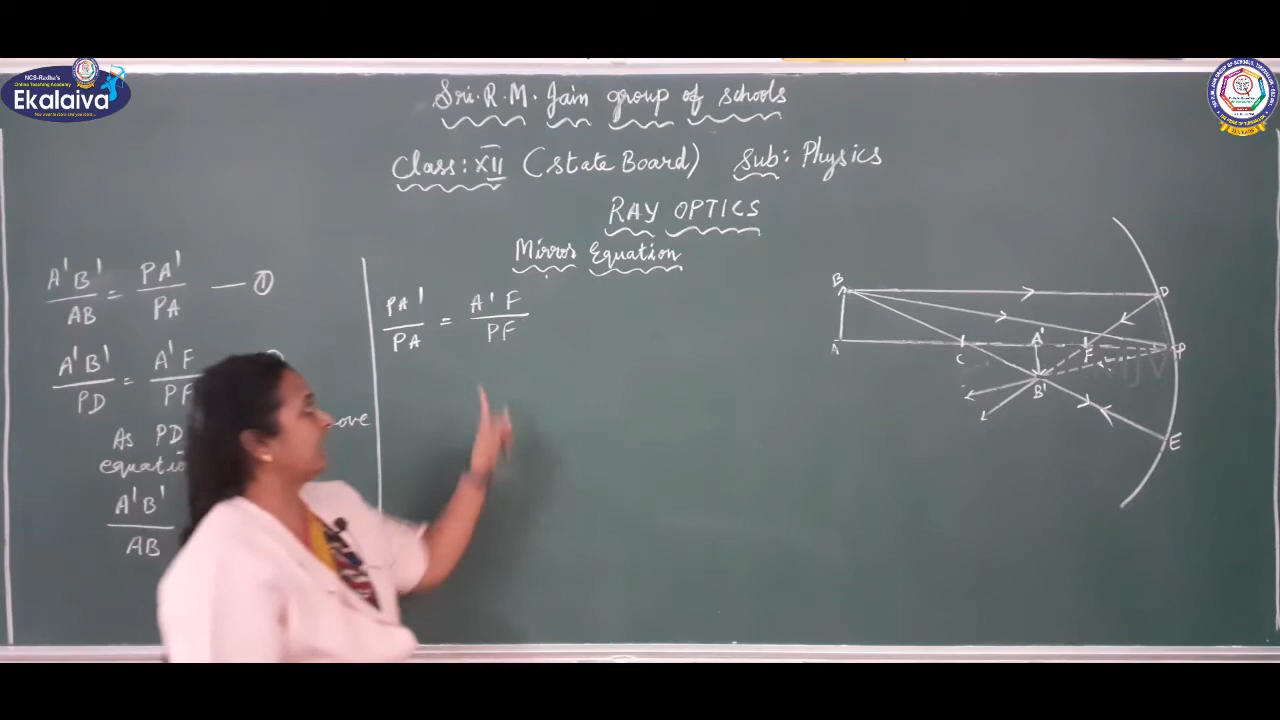 NCS-Radha's
Online Teaching Academy
Ekalaiva
Sri.R.M. Jain group of schools
Class: XII (State Board) Sub: Physics
RAY OPTICS
Mirror Equation
A'B'/AB = PA'/PA — ①
A'B'/PD = A'F/PF
As PD ove
equatio
A'B'/AB
PA'/PA = A'F/PF
B D
A C A' F P
B'
E